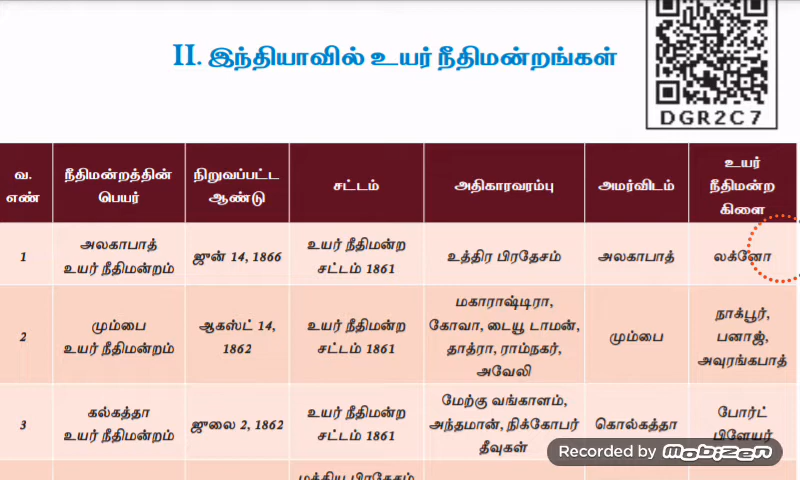 II. இந்தியாவில் உயர் நீதிமன்றங்கள்
DGR2C7
வ. எண்
நீதிமன்றத்தின் பெயர்
நிறுவப்பட்ட ஆண்டு
சட்டம்
அதிகாரவரம்பு
அமர்விடம்
உயர் நீதிமன்ற கிளை
1
அலகாபாத்
உயர் நீதிமன்றம்
ஜுன் 14, 1866
உயர் நீதிமன்ற
சட்டம் 1861
உத்திர பிரதேசம்
அலகாபாத்
லக்னோ
2
மும்பை
உயர் நீதிமன்றம்
ஆகஸ்ட் 14,
1862
உயர் நீதிமன்ற
சட்டம் 1861
மகாராஷ்டிரா,
கோவா, டையூ டாமன்,
தாத்ரா, ராம்நகர்,
அவேலி
மும்பை
நாக்பூர்,
பனாஜ்,
அவுரங்கபாத்
3
கல்கத்தா
உயர் நீதிமன்றம்
ஜுலை 2, 1862
உயர் நீதிமன்ற
சட்டம் 1861
மேற்கு வங்காளம்,
அந்தமான், நிக்கோபர்
தீவுகள்
கொல்கத்தா
போர்ட்
பிளேயர்
மத்திய பிரதேசம்
Recorded by mobizen